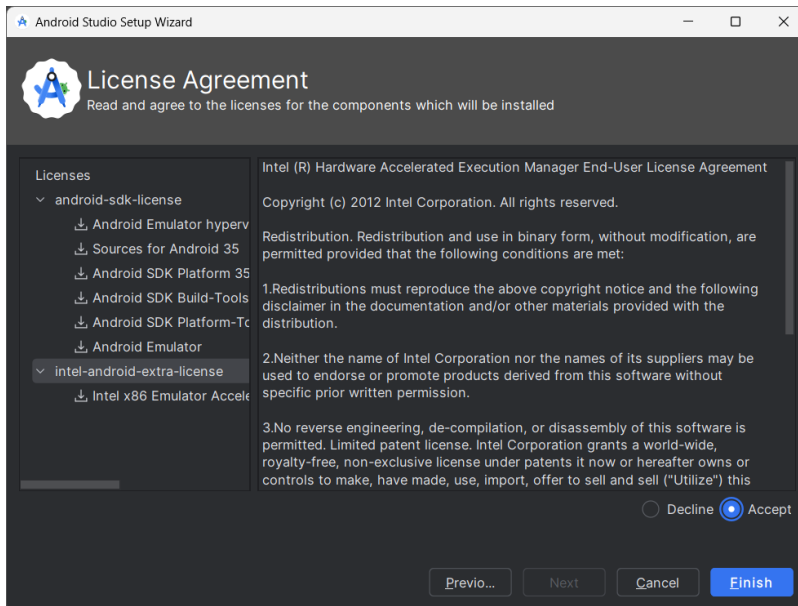 Android Studio Setup Wizard
License Agreement
Read and agree to the licenses for the components which will be installed
Licenses
android-sdk-license
Android Emulator hyperv
Sources for Android 35
Android SDK Platform 35
Android SDK Build-Tools
Android SDK Platform-To
Android Emulator
intel-android-extra-license
Intel x86 Emulator Accele
Intel (R) Hardware Accelerated Execution Manager End-User License Agreement
Copyright (c) 2012 Intel Corporation. All rights reserved.
Redistribution. Redistribution and use in binary form, without modification, are
permitted provided that the following conditions are met:
1.Redistributions must reproduce the above copyright notice and the following
disclaimer in the documentation and/or other materials provided with the
distribution.
2.Neither the name of Intel Corporation nor the names of its suppliers may be
used to endorse or promote products derived from this software without
specific prior written permission.
3.No reverse engineering, de-compilation, or disassembly of this software is
permitted. Limited patent license. Intel Corporation grants a world-wide,
royalty-free, non-exclusive license under patents it now or hereafter owns or
controls to make, have made, use, import, offer to sell and sell ("Utilize") this
Decline
Accept
Previo...
Next
Cancel
Finish